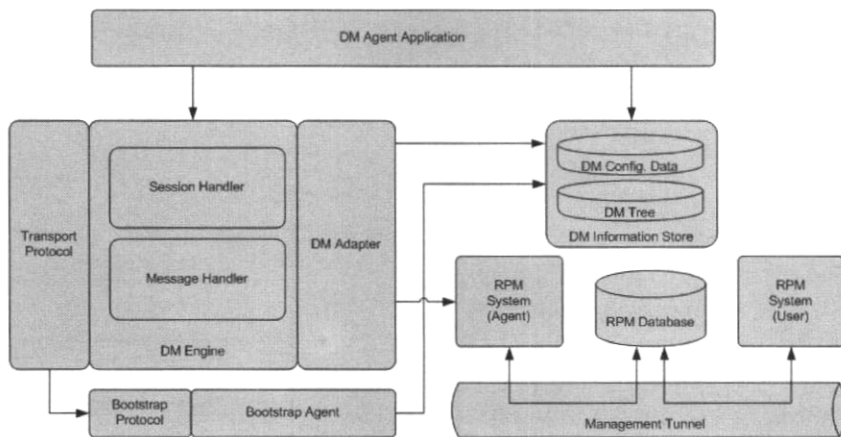 DM Agent Application
Transport
Protocol
Session Handler
Message Handler
DM Engine
DM Adapter
DM Config. Data
DM Tree
DM Information Store
RPM
System
(Agent)
RPM Database
RPM
System
(User)
Bootstrap
Protocol
Bootstrap Agent
Management Tunnel